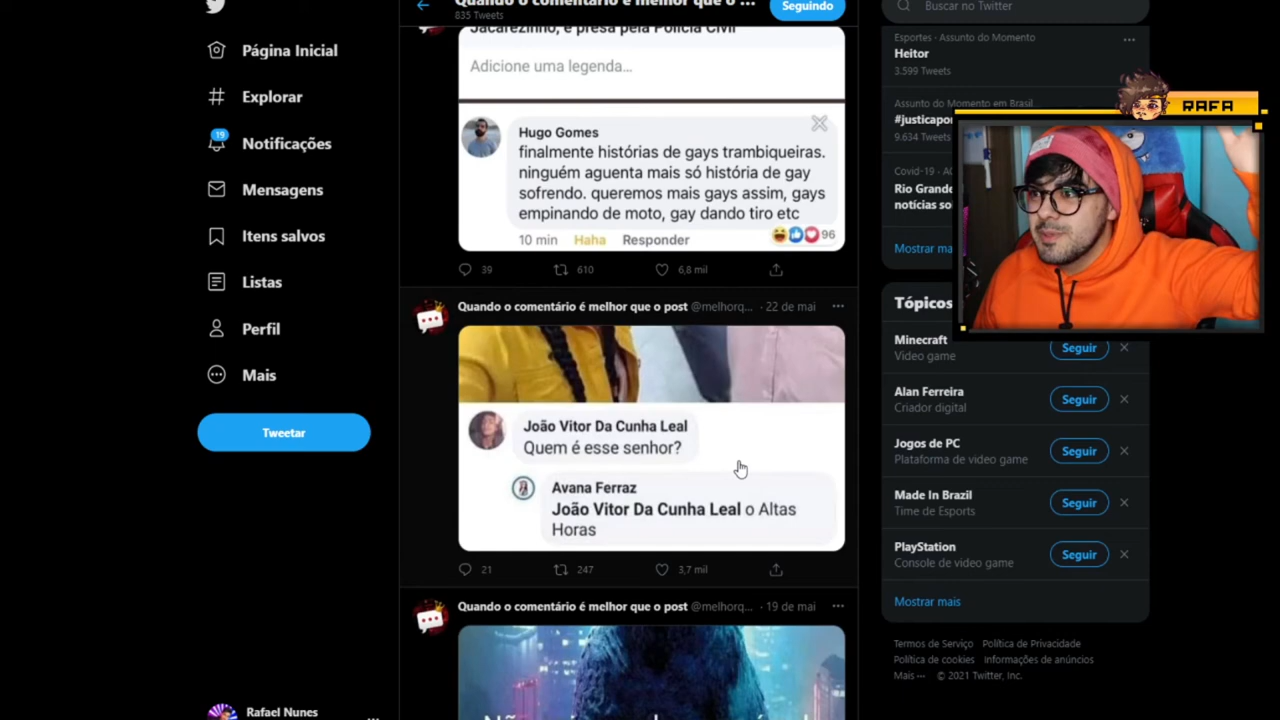 Página Inicial
Explorar
19
Notificações
Mensagens
Itens salvos
Listas
Perfil
Mais
Tweetar
Rafael Nunes
Quando o comentário é melhor que o ...
835 Tweets
Seguindo
Jacarezinho, é presa pela Polícia Civil
Adicione uma legenda...
Hugo Gomes
finalmente histórias de gays trambiqueiras.
ninguém aguenta mais só história de gay
sofrendo. queremos mais gays assim, gays
empinando de moto, gay dando tiro etc
10 min Haha Responder 96
39 610 6,8 mil
Quando o comentário é melhor que o post @melhorq... · 22 de mai
João Vitor Da Cunha Leal
Quem é esse senhor?
Avana Ferraz
João Vitor Da Cunha Leal o Altas
Horas
21 247 3,7 mil
Quando o comentário é melhor que o post @melhorq... · 19 de mai
Buscar no Twitter
Esportes · Assunto do Momento
Heitor
3.599 Tweets
Assunto do Momento em Brasil
#justicapo
9.634 Tweets
Covid-19
Rio Grande
notícias so
Mostrar ma
RAFA
Tópicos
Minecraft
Video game
Seguir
Alan Ferreira
Criador digital
Seguir
Jogos de PC
Plataforma de video game
Seguir
Made In Brazil
Time de Esports
Seguir
PlayStation
Console de video game
Seguir
Mostrar mais
Termos de Serviço Política de Privacidade
Política de cookies Informações de anúncios
Mais ··· © 2021 Twitter, Inc.